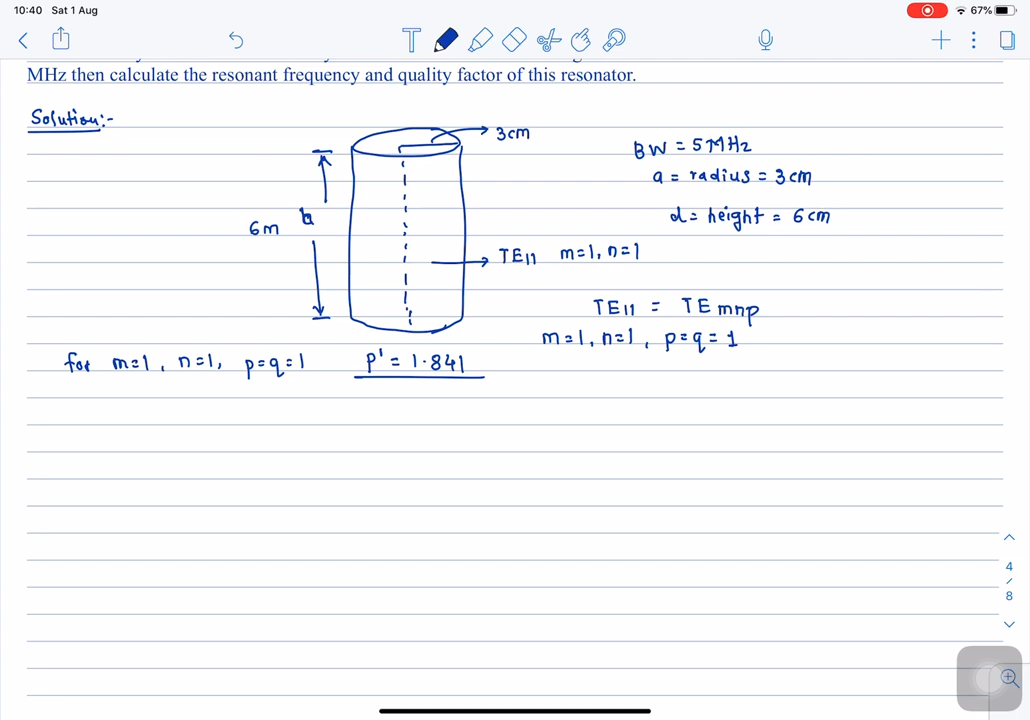 10:40 Sat 1 Aug
67%
T
MHz then calculate the resonant frequency and quality factor of this resonator.
Solution:-
3cm
BW = 5MHz
a = radius = 3cm
d = height = 6cm
6m
TE11 m=1, n=1
TE11 = TE mnp
m=1, n=1, p=q=1
for m=1, n=1, p=q=1 p' = 1.841
4
/
8